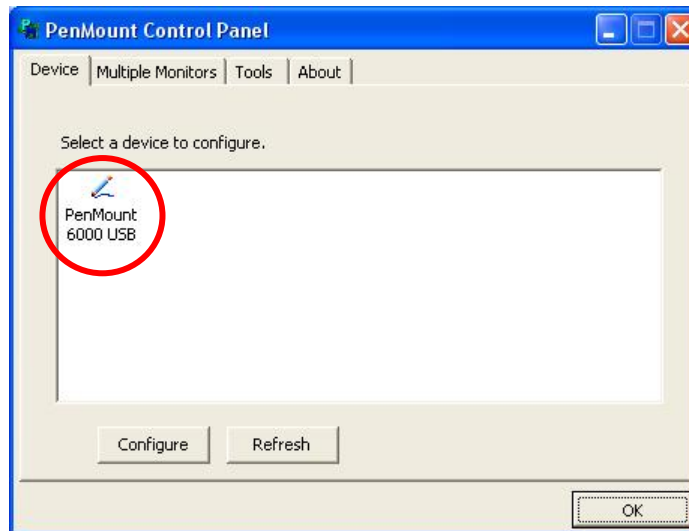 PenMount Control Panel
Device Multiple Monitors Tools About
Select a device to configure.
PenMount
6000 USB
Configure Refresh
OK